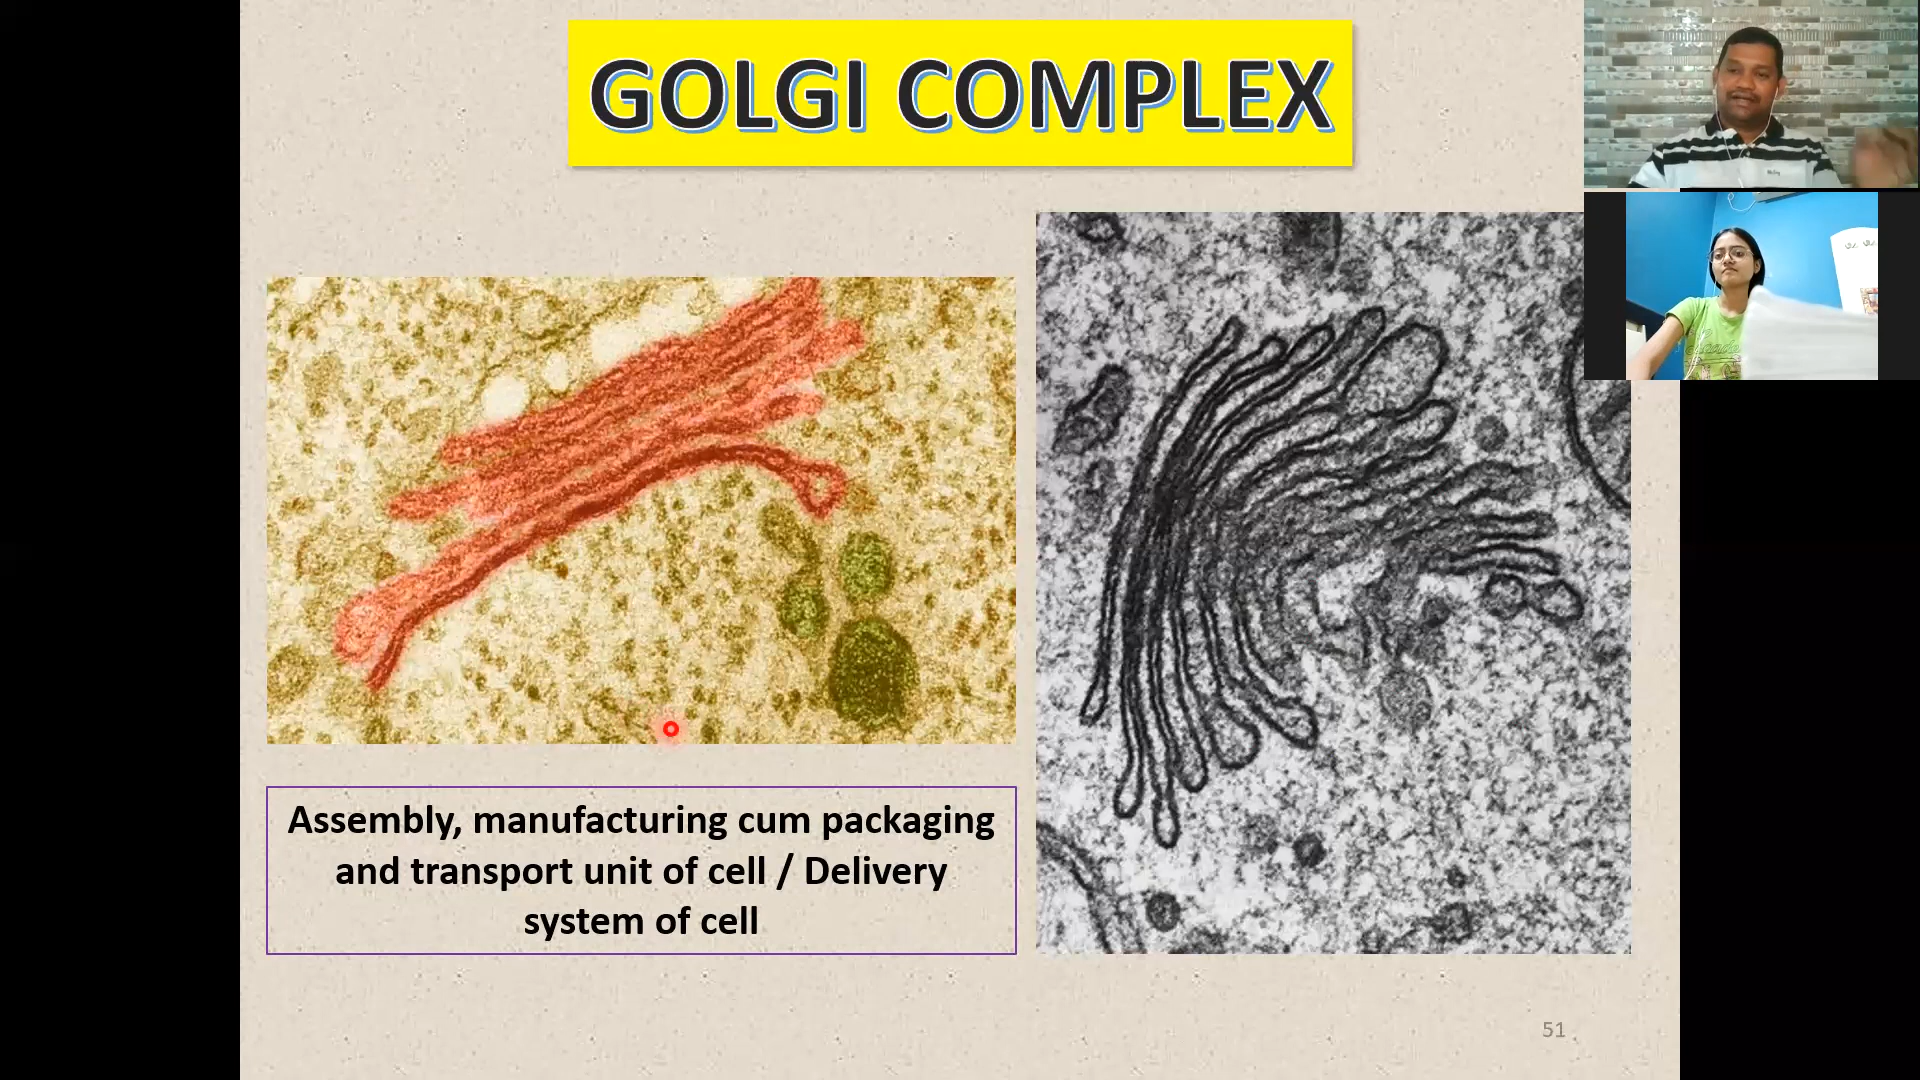 GOLGI COMPLEX
Assembly, manufacturing cum packaging
and transport unit of cell / Delivery
system of cell
51